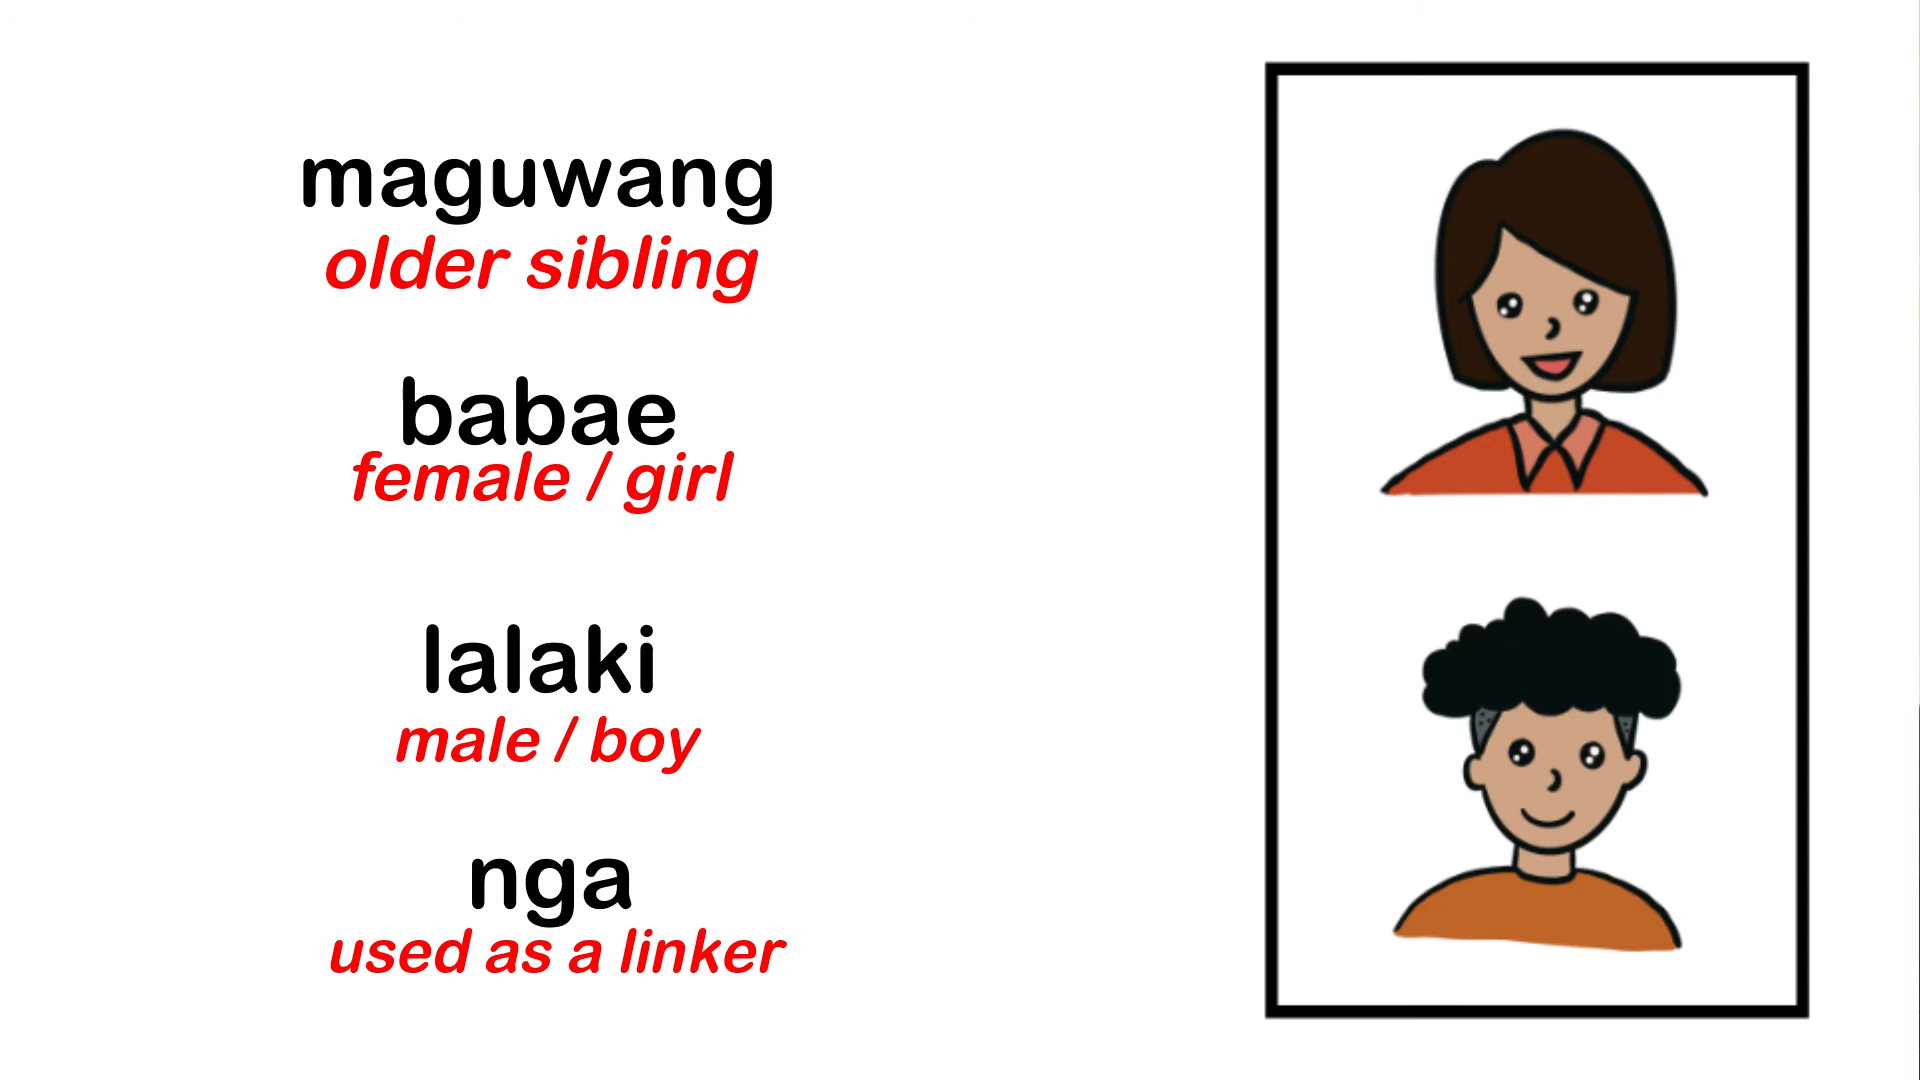 maguwang
older sibling
babae
female / girl
lalaki
male / boy
nga
used as a linker